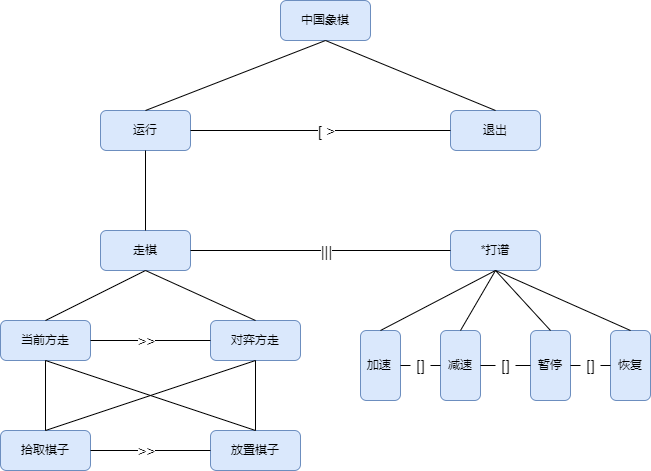 中国象棋
运行
[ >
退出
走棋
|||
*打谱
当前方走
>>
对弈方走
加速
[]
减速
[]
暂停
[]
恢复
拾取棋子
>>
放置棋子